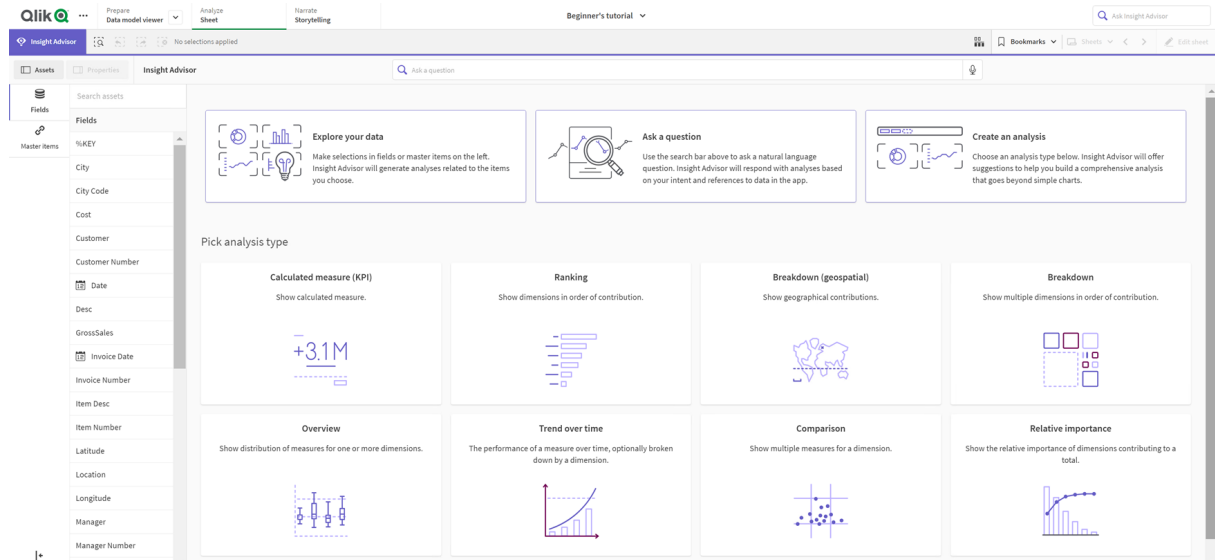 Qlik
Prepare
Data model viewer
Analyze
Sheet
Narrate
Storytelling
Beginner's tutorial
Ask Insight Advisor
Insight Advisor
No selections applied
Bookmarks
Sheets
Edit sheet
Assets
Properties
Insight Advisor
Ask a question
Fields
Master items
Search assets
Fields
%KEY
City
City Code
Cost
Customer
Customer Number
Date
Desc
GrossSales
Invoice Date
Invoice Number
Item Desc
Item Number
Latitude
Location
Longitude
Manager
Manager Number
Explore your data
Make selections in fields or master items on the left.
Insight Advisor will generate analyses related to the items
you choose.
Ask a question
Use the search bar above to ask a natural language
question. Insight Advisor will respond with analyses based
on your intent and references to data in the app.
Create an analysis
Choose an analysis type below. Insight Advisor will offer
suggestions to help you build a comprehensive analysis
that goes beyond simple charts.
Pick analysis type
Calculated measure (KPI)
Show calculated measure.
+3.1M
Ranking
Show dimensions in order of contribution.
Breakdown (geospatial)
Show geographical contributions.
Breakdown
Show multiple dimensions in order of contribution.
Overview
Show distribution of measures for one or more dimensions.
Trend over time
The performance of a measure over time, optionally broken
down by a dimension.
Comparison
Show multiple measures for a dimension.
Relative importance
Show the relative importance of dimensions contributing to a
total.